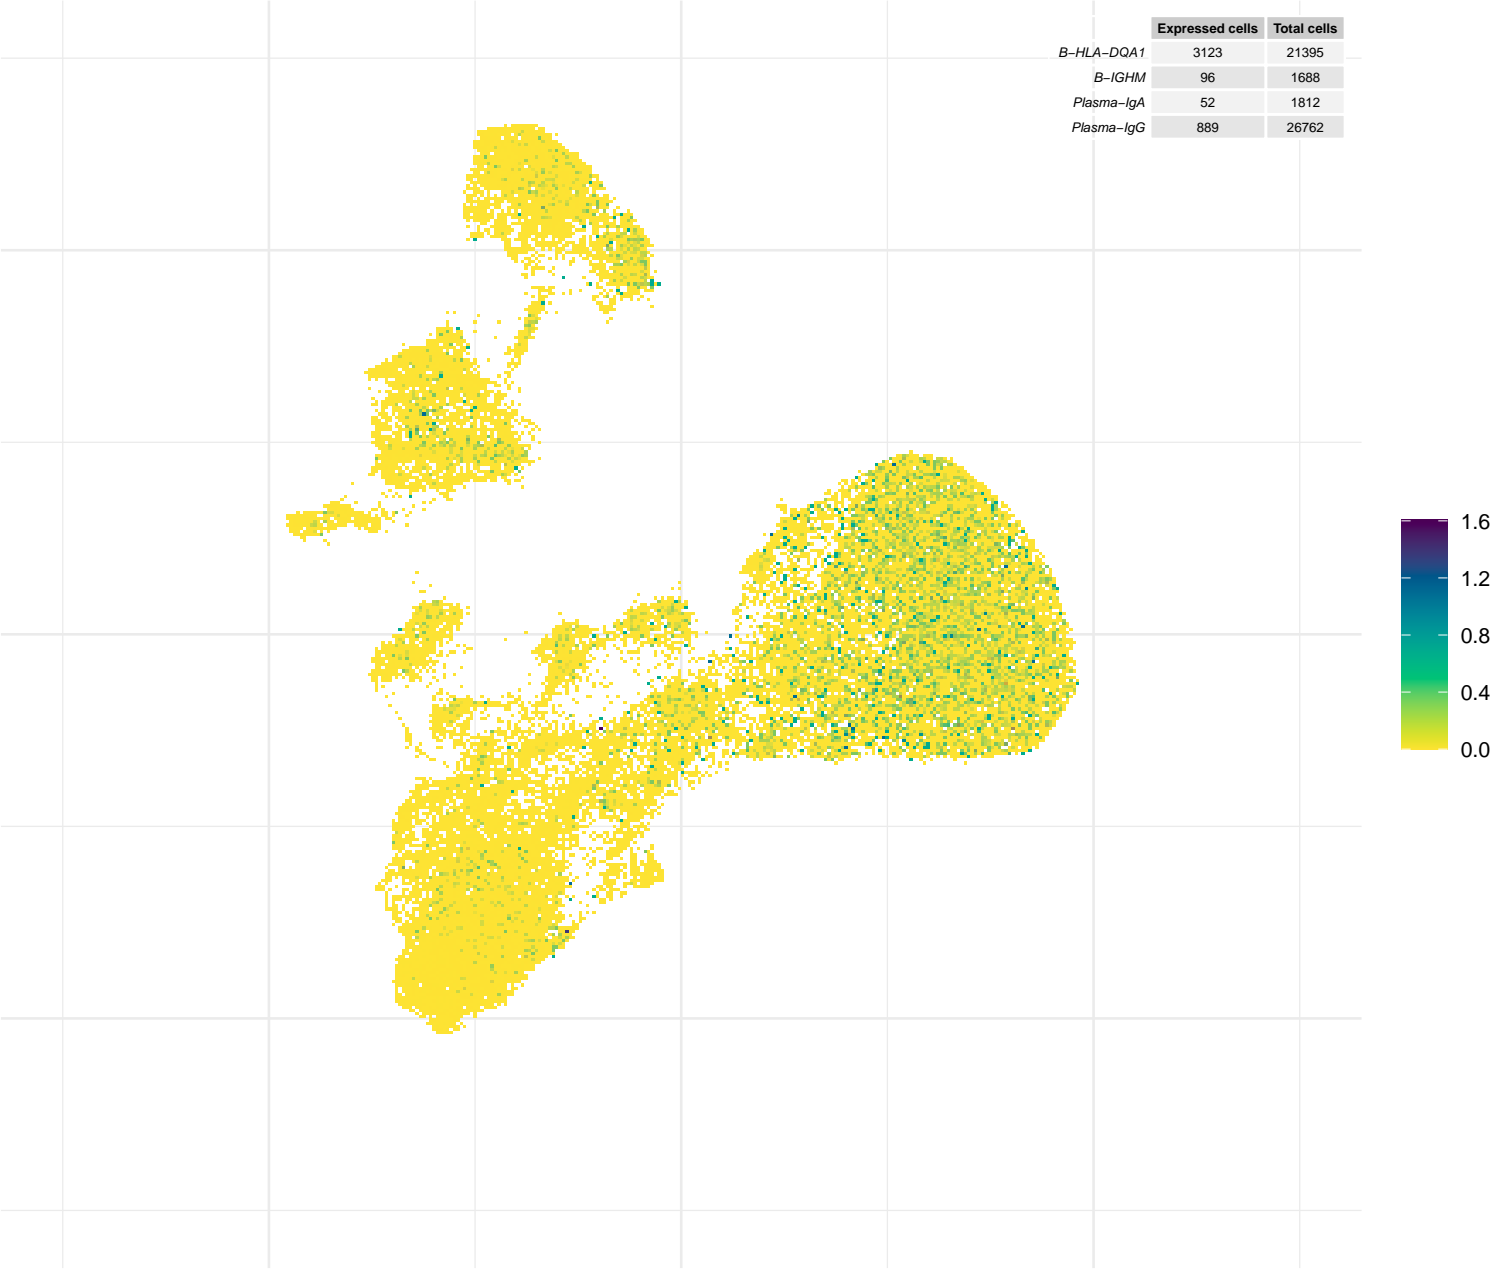 Expressed cells Total cells
B−HLA−DQA1 3123 21395
B−IGHM 96 1688
Plasma−IgA 52 1812
Plasma−IgG 889 26762
1.6
1.2
0.8
0.4
0.0